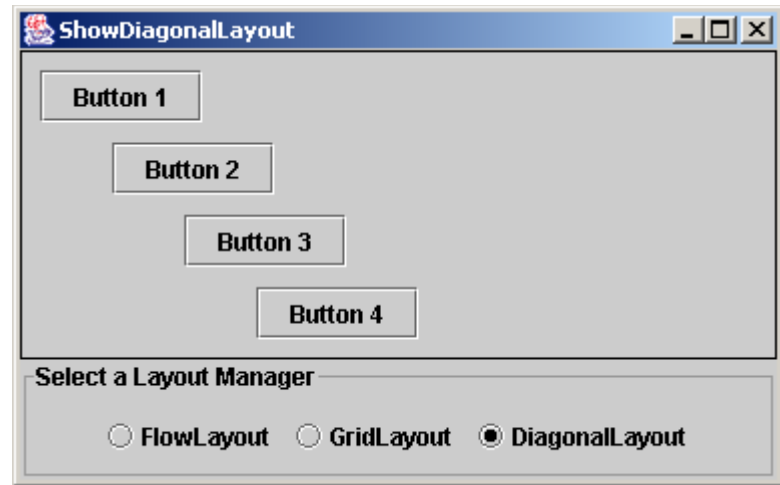 ShowDiagonalLayout
Button 1
Button 2
Button 3
Button 4
Select a Layout Manager
FlowLayout GridLayout DiagonalLayout